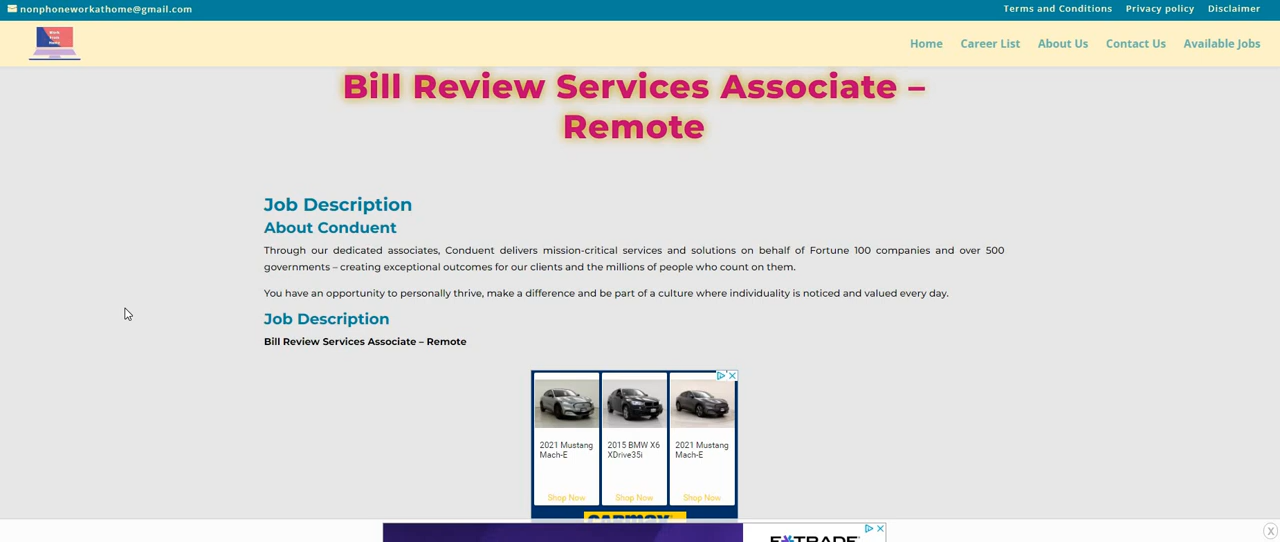 nonphoneworkathome@gmail.com
Terms and Conditions Privacy policy Disclaimer
Work
From
Home
Home Career List About Us Contact Us Available Jobs
Bill Review Services Associate –
Remote
Job Description
About Conduent
Through our dedicated associates, Conduent delivers mission-critical services and solutions on behalf of Fortune 100 companies and over 500
governments – creating exceptional outcomes for our clients and the millions of people who count on them.
You have an opportunity to personally thrive, make a difference and be part of a culture where individuality is noticed and valued every day.
Job Description
Bill Review Services Associate – Remote
2021 Mustang
Mach-E
Shop Now
2015 BMW X6
XDrive35i
Shop Now
2021 Mustang
Mach-E
Shop Now
CARMAX
E*TRADE
X